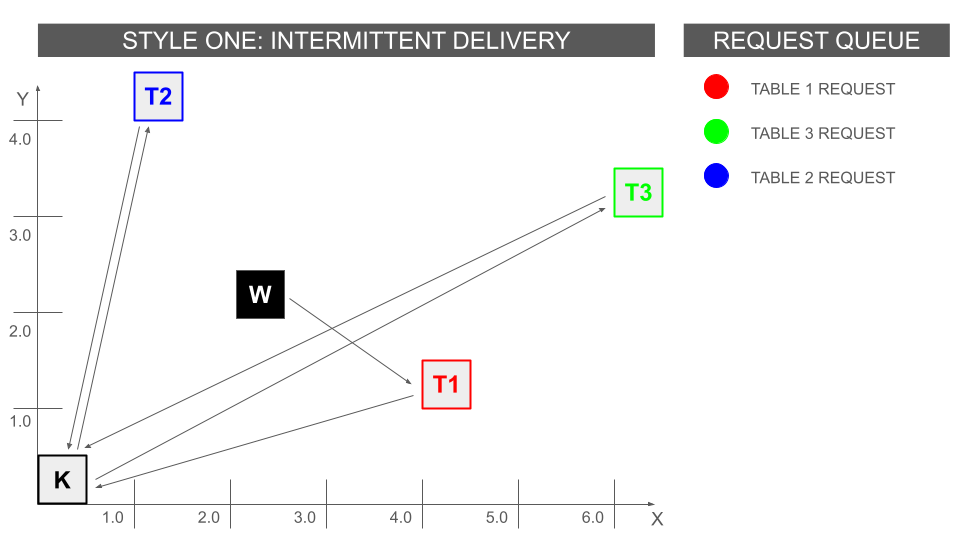 STYLE ONE: INTERMITTENT DELIVERY
REQUEST QUEUE
TABLE 1 REQUEST
TABLE 3 REQUEST
TABLE 2 REQUEST
Y
T2
4.0
T3
3.0
W
2.0
T1
1.0
K
1.0 2.0 3.0 4.0 5.0 6.0 X